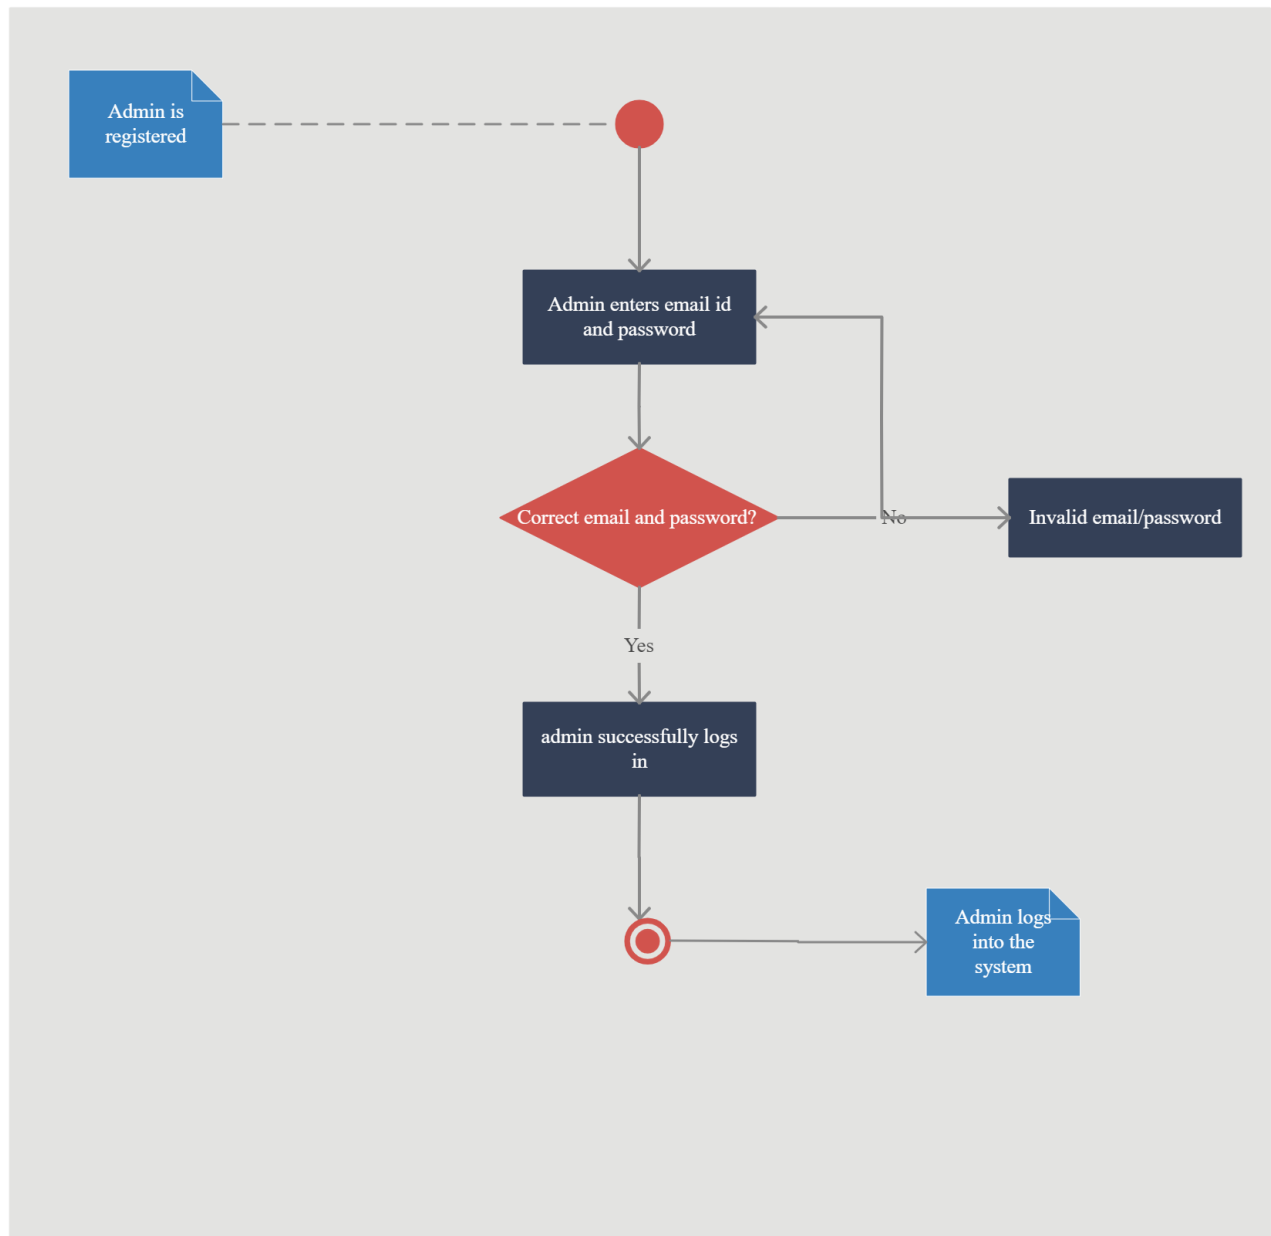 Admin is
registered
Admin enters email id
and password
Correct email and password?
No
Invalid email/password
Yes
admin successfully logs
in
Admin logs
into the
system